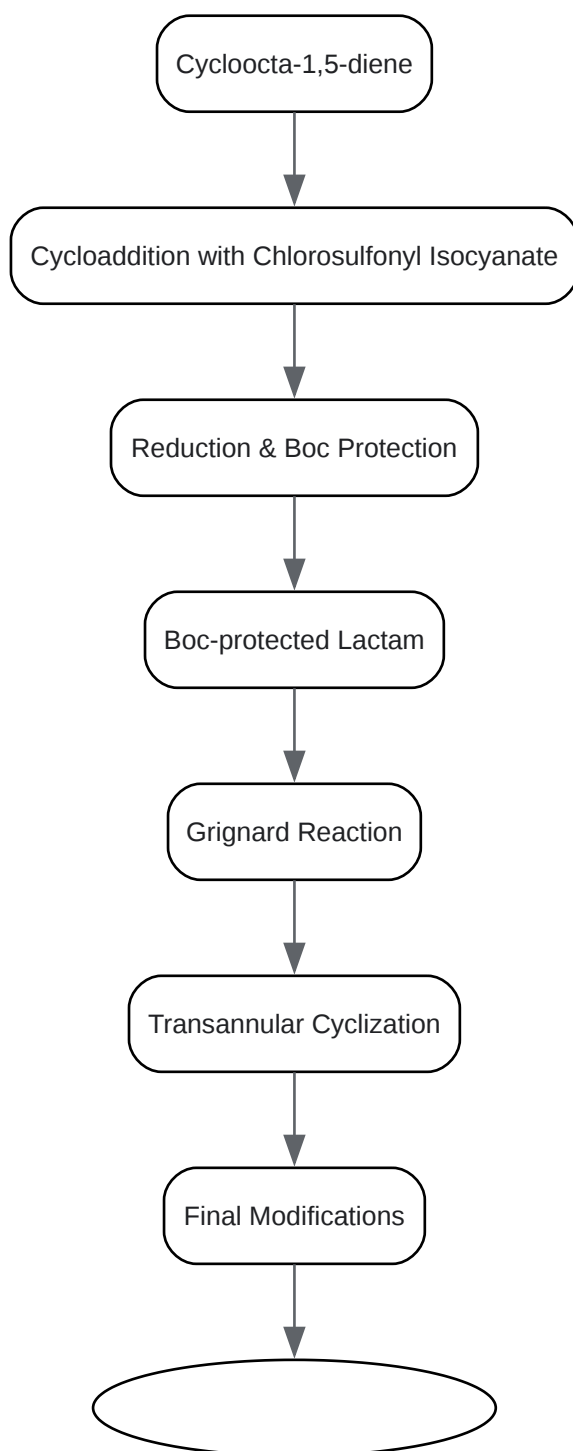 Cycloocta-1,5-diene
Cycloaddition with Chlorosulfonyl Isocyanate
Reduction & Boc Protection
Boc-protected Lactam
Grignard Reaction
Transannular Cyclization
Final Modifications